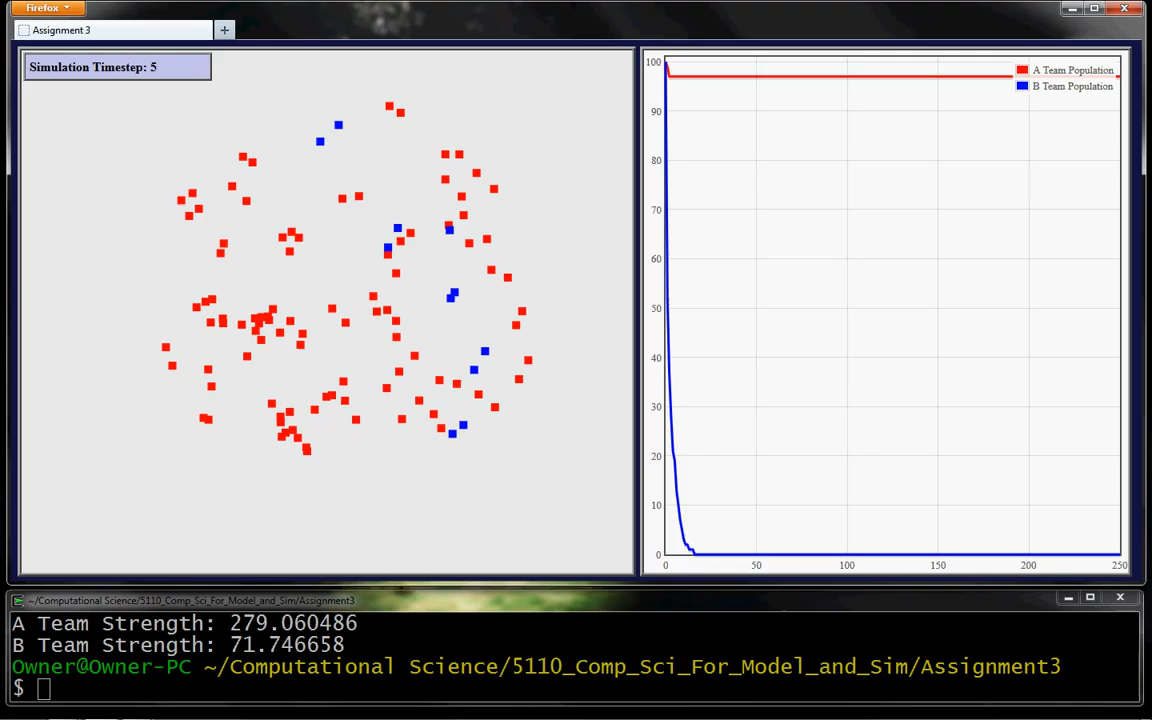 Firefox
Assignment 3
+
Simulation Timestep: 5
A Team Population
B Team Population
100
90
80
70
60
50
40
30
20
10
0
0 50 100 150 200 250
~/Computational Science/5110_Comp_Sci_For_Model_and_Sim/Assignment3
A Team Strength: 279.060486
B Team Strength: 71.746658
Owner@Owner-PC ~/Computational Science/5110_Comp_Sci_For_Model_and_Sim/Assignment3
$